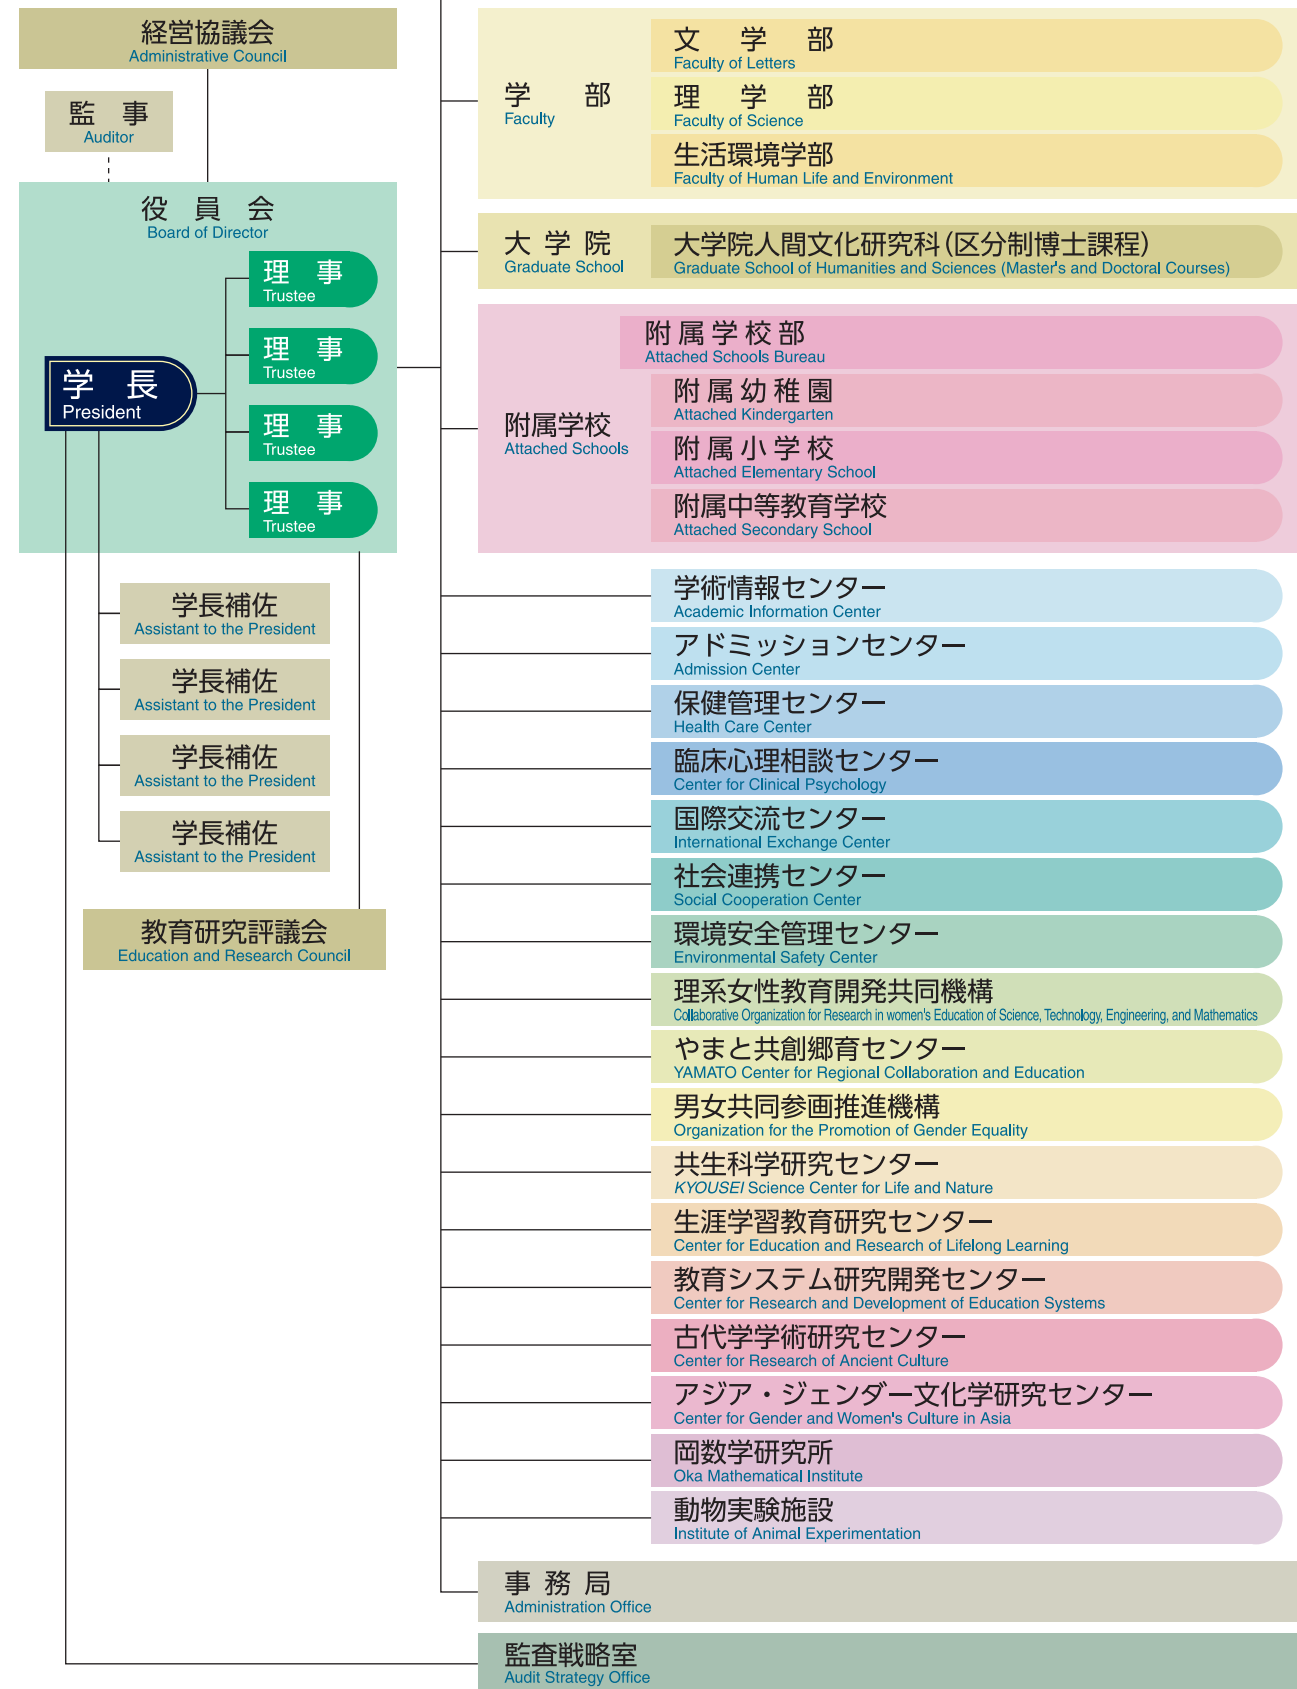 経営協議会
Administrative Council
監事
Auditor
役員会
Board of Director
理事
Trustee
理事
Trustee
学長
President
理事
Trustee
理事
Trustee
学長補佐
Assistant to the President
学長補佐
Assistant to the President
学長補佐
Assistant to the President
学長補佐
Assistant to the President
教育研究評議会
Education and Research Council
学部
Faculty
文学部
Faculty of Letters
理学部
Faculty of Science
生活環境学部
Faculty of Human Life and Environment
大学院
Graduate School
大学院人間文化研究科(区分制博士課程)
Graduate School of Humanities and Sciences (Master's and Doctoral Courses)
附属学校
Attached Schools
附属学校部
Attached Schools Bureau
附属幼稚園
Attached Kindergarten
附属小学校
Attached Elementary School
附属中等教育学校
Attached Secondary School
学術情報センター
Academic Information Center
アドミッションセンター
Admission Center
保健管理センター
Health Care Center
臨床心理相談センター
Center for Clinical Psychology
国際交流センター
International Exchange Center
社会連携センター
Social Cooperation Center
環境安全管理センター
Environmental Safety Center
理系女性教育開発共同機構
Collaborative Organization for Research in women's Education of Science, Technology, Engineering, and Mathematics
やまと共創郷育センター
YAMATO Center for Regional Collaboration and Education
男女共同参画推進機構
Organization for the Promotion of Gender Equality
共生科学研究センター
KYOUSEI Science Center for Life and Nature
生涯学習教育研究センター
Center for Education and Research of Lifelong Learning
教育システム研究開発センター
Center for Research and Development of Education Systems
古代学学術研究センター
Center for Research of Ancient Culture
アジア・ジェンダー文化学研究センター
Center for Gender and Women's Culture in Asia
岡数学研究所
Oka Mathematical Institute
動物実験施設
Institute of Animal Experimentation
事務局
Administration Office
監査戦略室
Audit Strategy Office